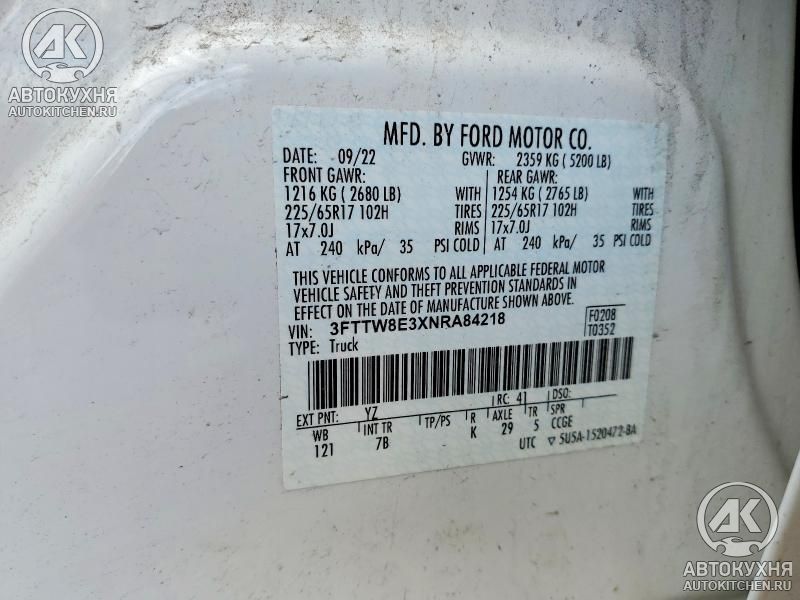 AK
АВТОКУХНЯ
AUTOKITCHEN.RU
MFD. BY FORD MOTOR CO.
DATE: 09/22 GVWR: 2359 KG ( 5200 LB)
FRONT GAWR: REAR GAWR:
1216 KG ( 2680 LB) WITH 1254 KG ( 2765 LB) WITH
225/65R17 102H TIRES 225/65R17 102H TIRES
17x7.0J RIMS 17x7.0J RIMS
AT 240 kPa/ 35 PSI COLD AT 240 kPa/ 35 PSI COLD
THIS VEHICLE CONFORMS TO ALL APPLICABLE FEDERAL MOTOR
VEHICLE SAFETY AND THEFT PREVENTION STANDARDS IN
EFFECT ON THE DATE OF MANUFACTURE SHOWN ABOVE.
VIN: 3FTTW8E3XNRA84218 F0208
TYPE: Truck T0352
EXT PNT: YZ RC: 41 DSO:
WB INT TR TP/PS R AXLE TR SPR
121 7B K 29 5 CCGE
UTC ▽ 5U5A-1520472-BA
AK
АВТОКУХНЯ
AUTOKITCHEN.RU